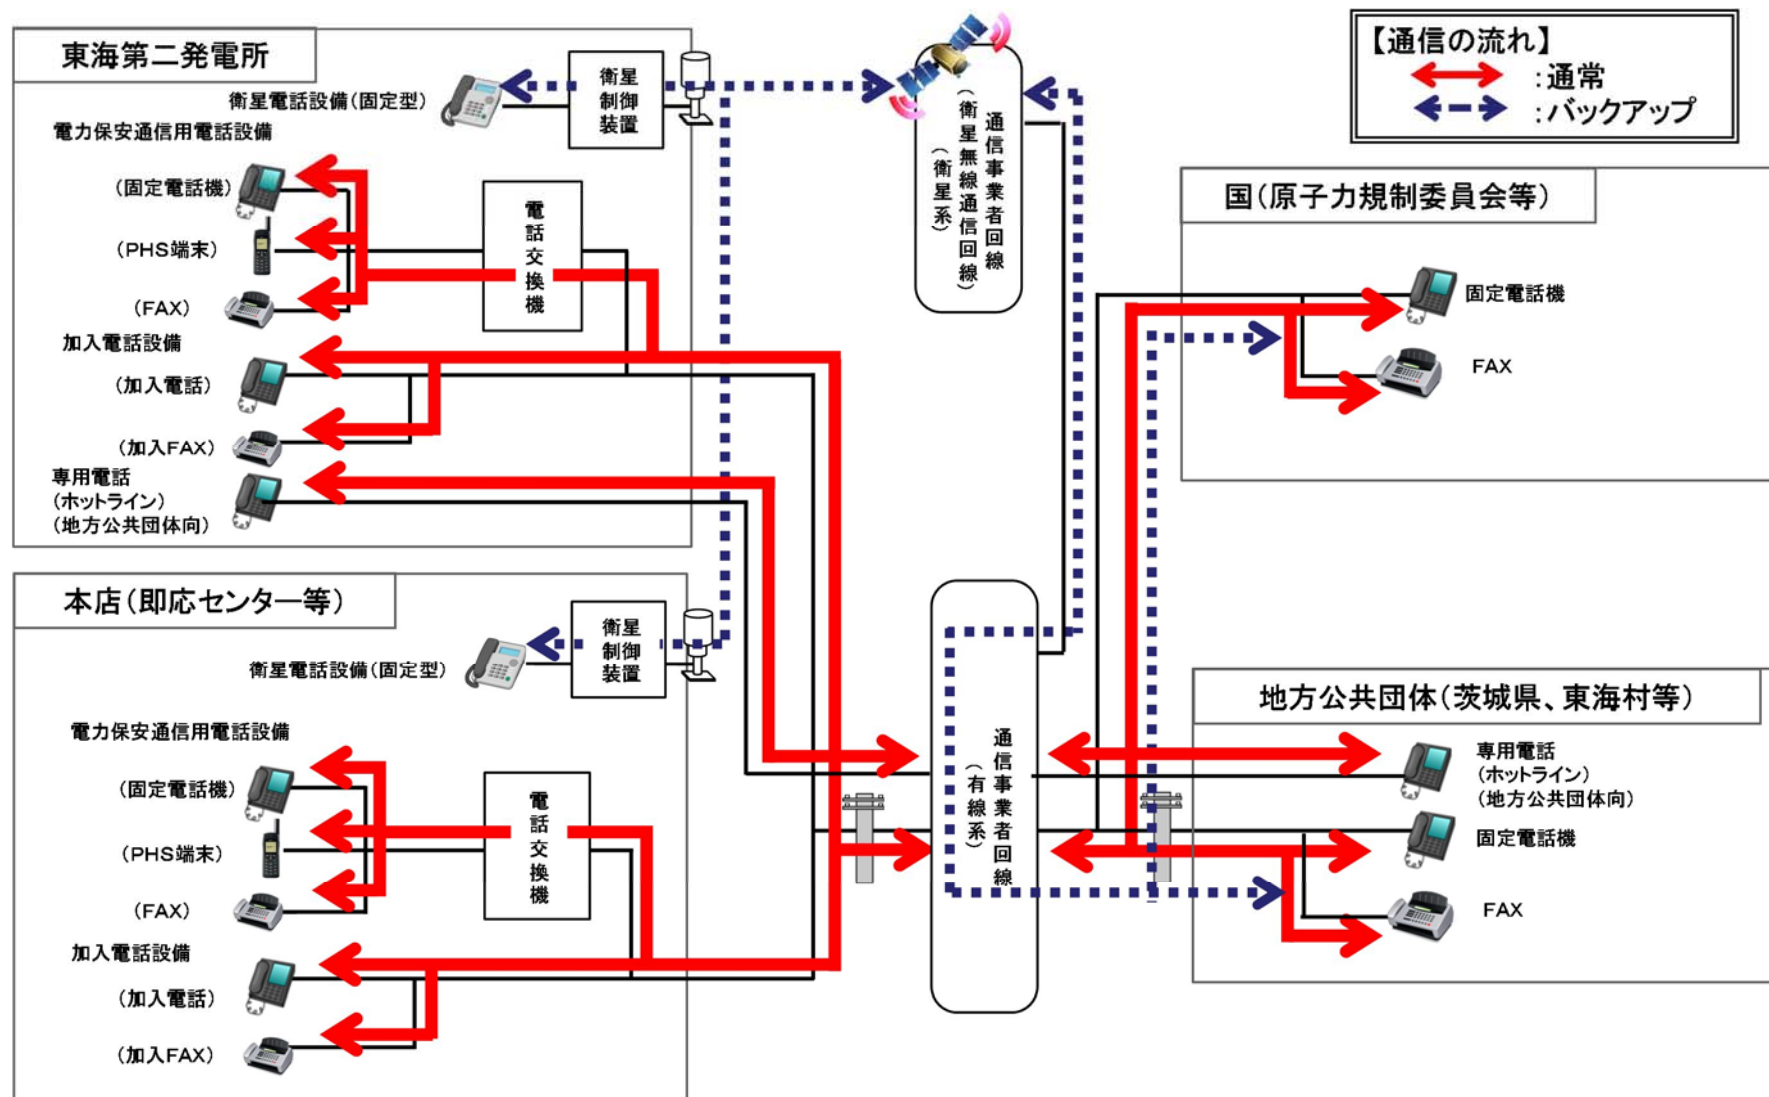 東海第二発電所
衛星電話設備(固定型)
衛星
制御
装置
電力保安通信用電話設備
(固定電話機)
(PHS端末)
(FAX)
電話交換機
加入電話設備
(加入電話)
(加入FAX)
専用電話
(ホットライン)
(地方公共団体向)
本店(即応センター等)
衛星電話設備(固定型)
衛星
制御
装置
電力保安通信用電話設備
(固定電話機)
(PHS端末)
(FAX)
電話交換機
加入電話設備
(加入電話)
(加入FAX)
通信事業者回線
(衛星無線通信回線)
(衛星系)
通信事業者回線
(有線系)
【通信の流れ】
:通常
:バックアップ
国(原子力規制委員会等)
固定電話機
FAX
地方公共団体(茨城県、東海村等)
専用電話
(ホットライン)
(地方公共団体向)
固定電話機
FAX